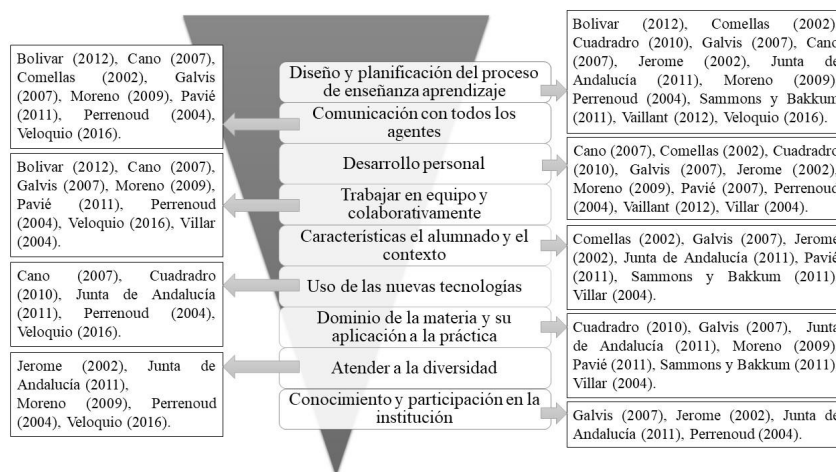 Bolivar (2012), Cano (2007),
Comellas (2002), Galvis
(2007), Moreno (2009), Pavié
(2011), Perrenoud (2004),
Veloquio 2016).
Bolivar (2012), Cano (2007),
Galvis (2007), Moreno (2009),
Pavié (2011), Perrenoud
(2004), Veloquio 2016), Villar
(2004).
Cano (2007), Cuadrado
(2010), Junta de Andalucía
(2011), Perrenoud (2004),
Veloquio 2016).
Jerome (2002), Junta de
Andalucía (2011),
Moreno (2009), Perrenoud
(2004), Veloquio 2016).
Diseño y planificación del proceso
de enseñanza aprendizaje
Comunicación con todos los
agentes
Desarrollo personal
Trabajar en equipo y
colaborativamente
Características el alumnado y el
contexto
Uso de las nuevas tecnologías
Dominio de la materia y su
aplicación a la práctica
Atender a la diversidad
Conocimiento y participación en la
institución
Bolivar (2012), Comellas (2002),
Cuadradro (2010), Galvis (2007), Cano
(2007), Jerome (2002), Junta de
Andalucía (2011), Moreno (2009),
Perrenoud (2004), Sammons y Bakkum
(2011), Vaillant (2012), Veloquio 2016).
Cano (2007), Comellas (2002), Cuadradro
(2010), Galvis (2007), Jerome (2002),
Moreno (2009), Pavié (2007), Perrenoud
(2004), Vaillant (2012), Villar (2004).
Comellas (2002), Galvis (2007), Jerome
(2002), Junta de Andalucía (2011), Pavié
(2011), Sammons y Bakkum (2011),
Villar (2004).
Cuadradro (2010), Galvis (2007), Junta
de Andalucía (2011), Moreno (2009),
Pavié (2011), Sammons y Bakkum (2011),
Villar (2004).
Galvis (2007), Jerome (2002), Junta de
Andalucía (2011), Perrenoud (2004).